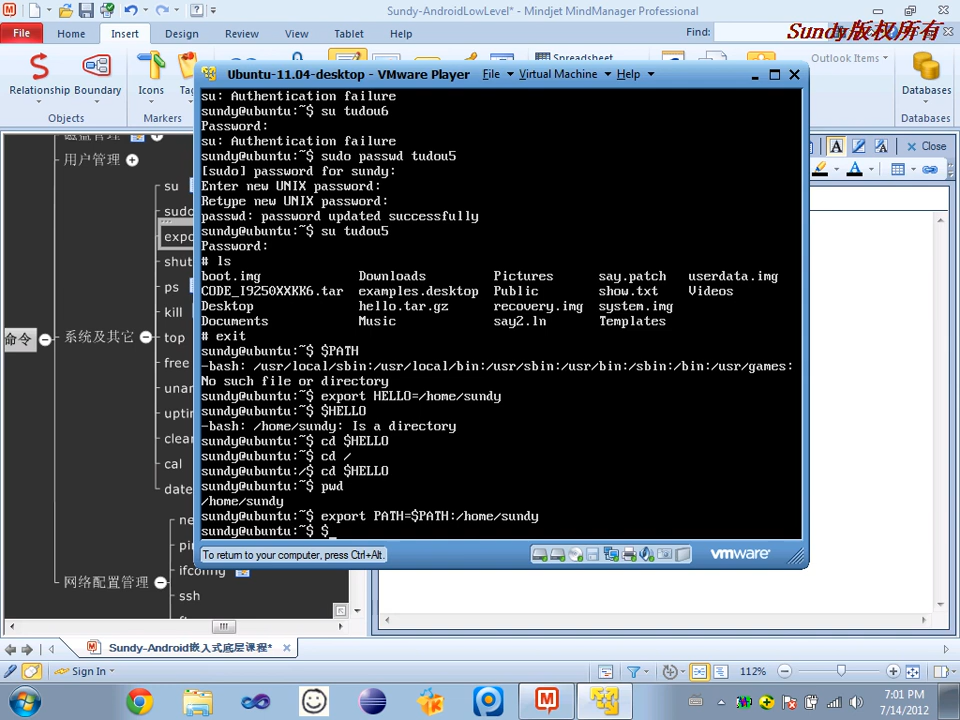 Sundy-AndroidLowLevel* - Mindjet MindManager Professional
File
Home
Insert
Design
Review
View
Tablet
Help
Find:
Sundy版权所有
Relationship
Boundary
Icons
Spreadsheet
Outlook Items
Databases
Objects
Markers
Databases
Close
Ubuntu-11.04-desktop - VMware Player
File
Virtual Machine
Help
su: Authentication failure
sundy@ubuntu:~$ su tudou6
Password:
su: Authentication failure
sundy@ubuntu:~$ sudo passwd tudou5
[sudo] password for sundy:
Enter new UNIX password:
Retype new UNIX password:
passwd: password updated successfully
sundy@ubuntu:~$ su tudou5
Password:
# ls
boot.img Downloads Pictures say.patch userdata.img
CODE_I9250XXKK6.tar examples.desktop Public show.txt Videos
Desktop hello.tar.gz recovery.img system.img
Documents Music say2.ln Templates
# exit
sundy@ubuntu:~$ $PATH
-bash: /usr/local/sbin:/usr/local/bin:/usr/sbin:/usr/bin:/sbin:/bin:/usr/games:
No such file or directory
sundy@ubuntu:~$ export HELLO=/home/sundy
sundy@ubuntu:~$ $HELLO
-bash: /home/sundy: Is a directory
sundy@ubuntu:~$ cd $HELLO
sundy@ubuntu:~$ cd /
sundy@ubuntu:/$ cd $HELLO
sundy@ubuntu:~$ pwd
/home/sundy
sundy@ubuntu:~$ export PATH=$PATH:/home/sundy
sundy@ubuntu:~$ $_
To return to your computer, press Ctrl+Alt.
vmware
用户管理
su
sudo
ps
kill
命令
系统及其它
top
free
cal
date
网络配置管理
ifconfig
ssh
Sundy-Android嵌入式底层课程*
Sign In
112%
7:01 PM
7/14/2012